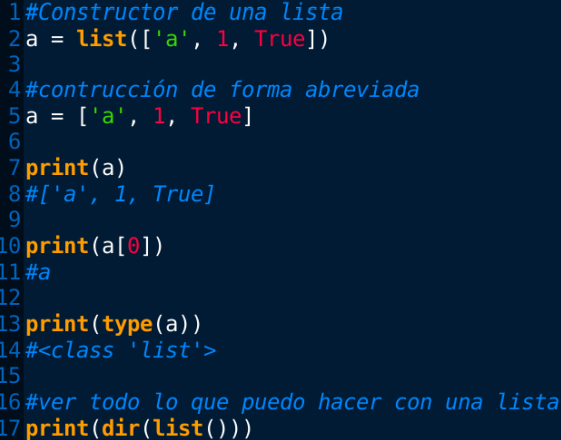 1 #Constructor de una lista
2 a = list(['a', 1, True])
3
4 #contrucción de forma abreviada
5 a = ['a', 1, True]
6
7 print(a)
8 #['a', 1, True]
9
10 print(a[0])
11 #a
12
13 print(type(a))
14 #<class 'list'>
15
16 #ver todo lo que puedo hacer con una lista
17 print(dir(list()))